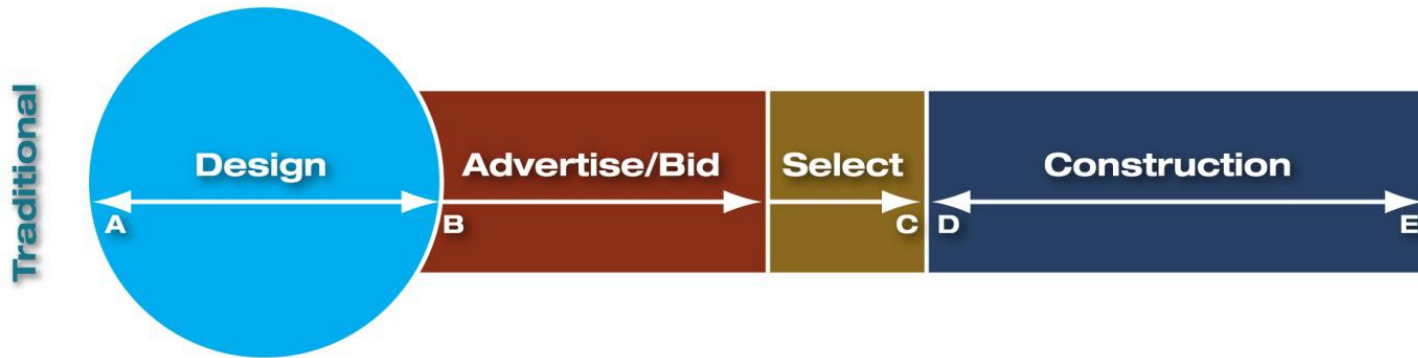 Traditional
Design
Advertise/Bid
Select
Construction
A
B
C
D
E